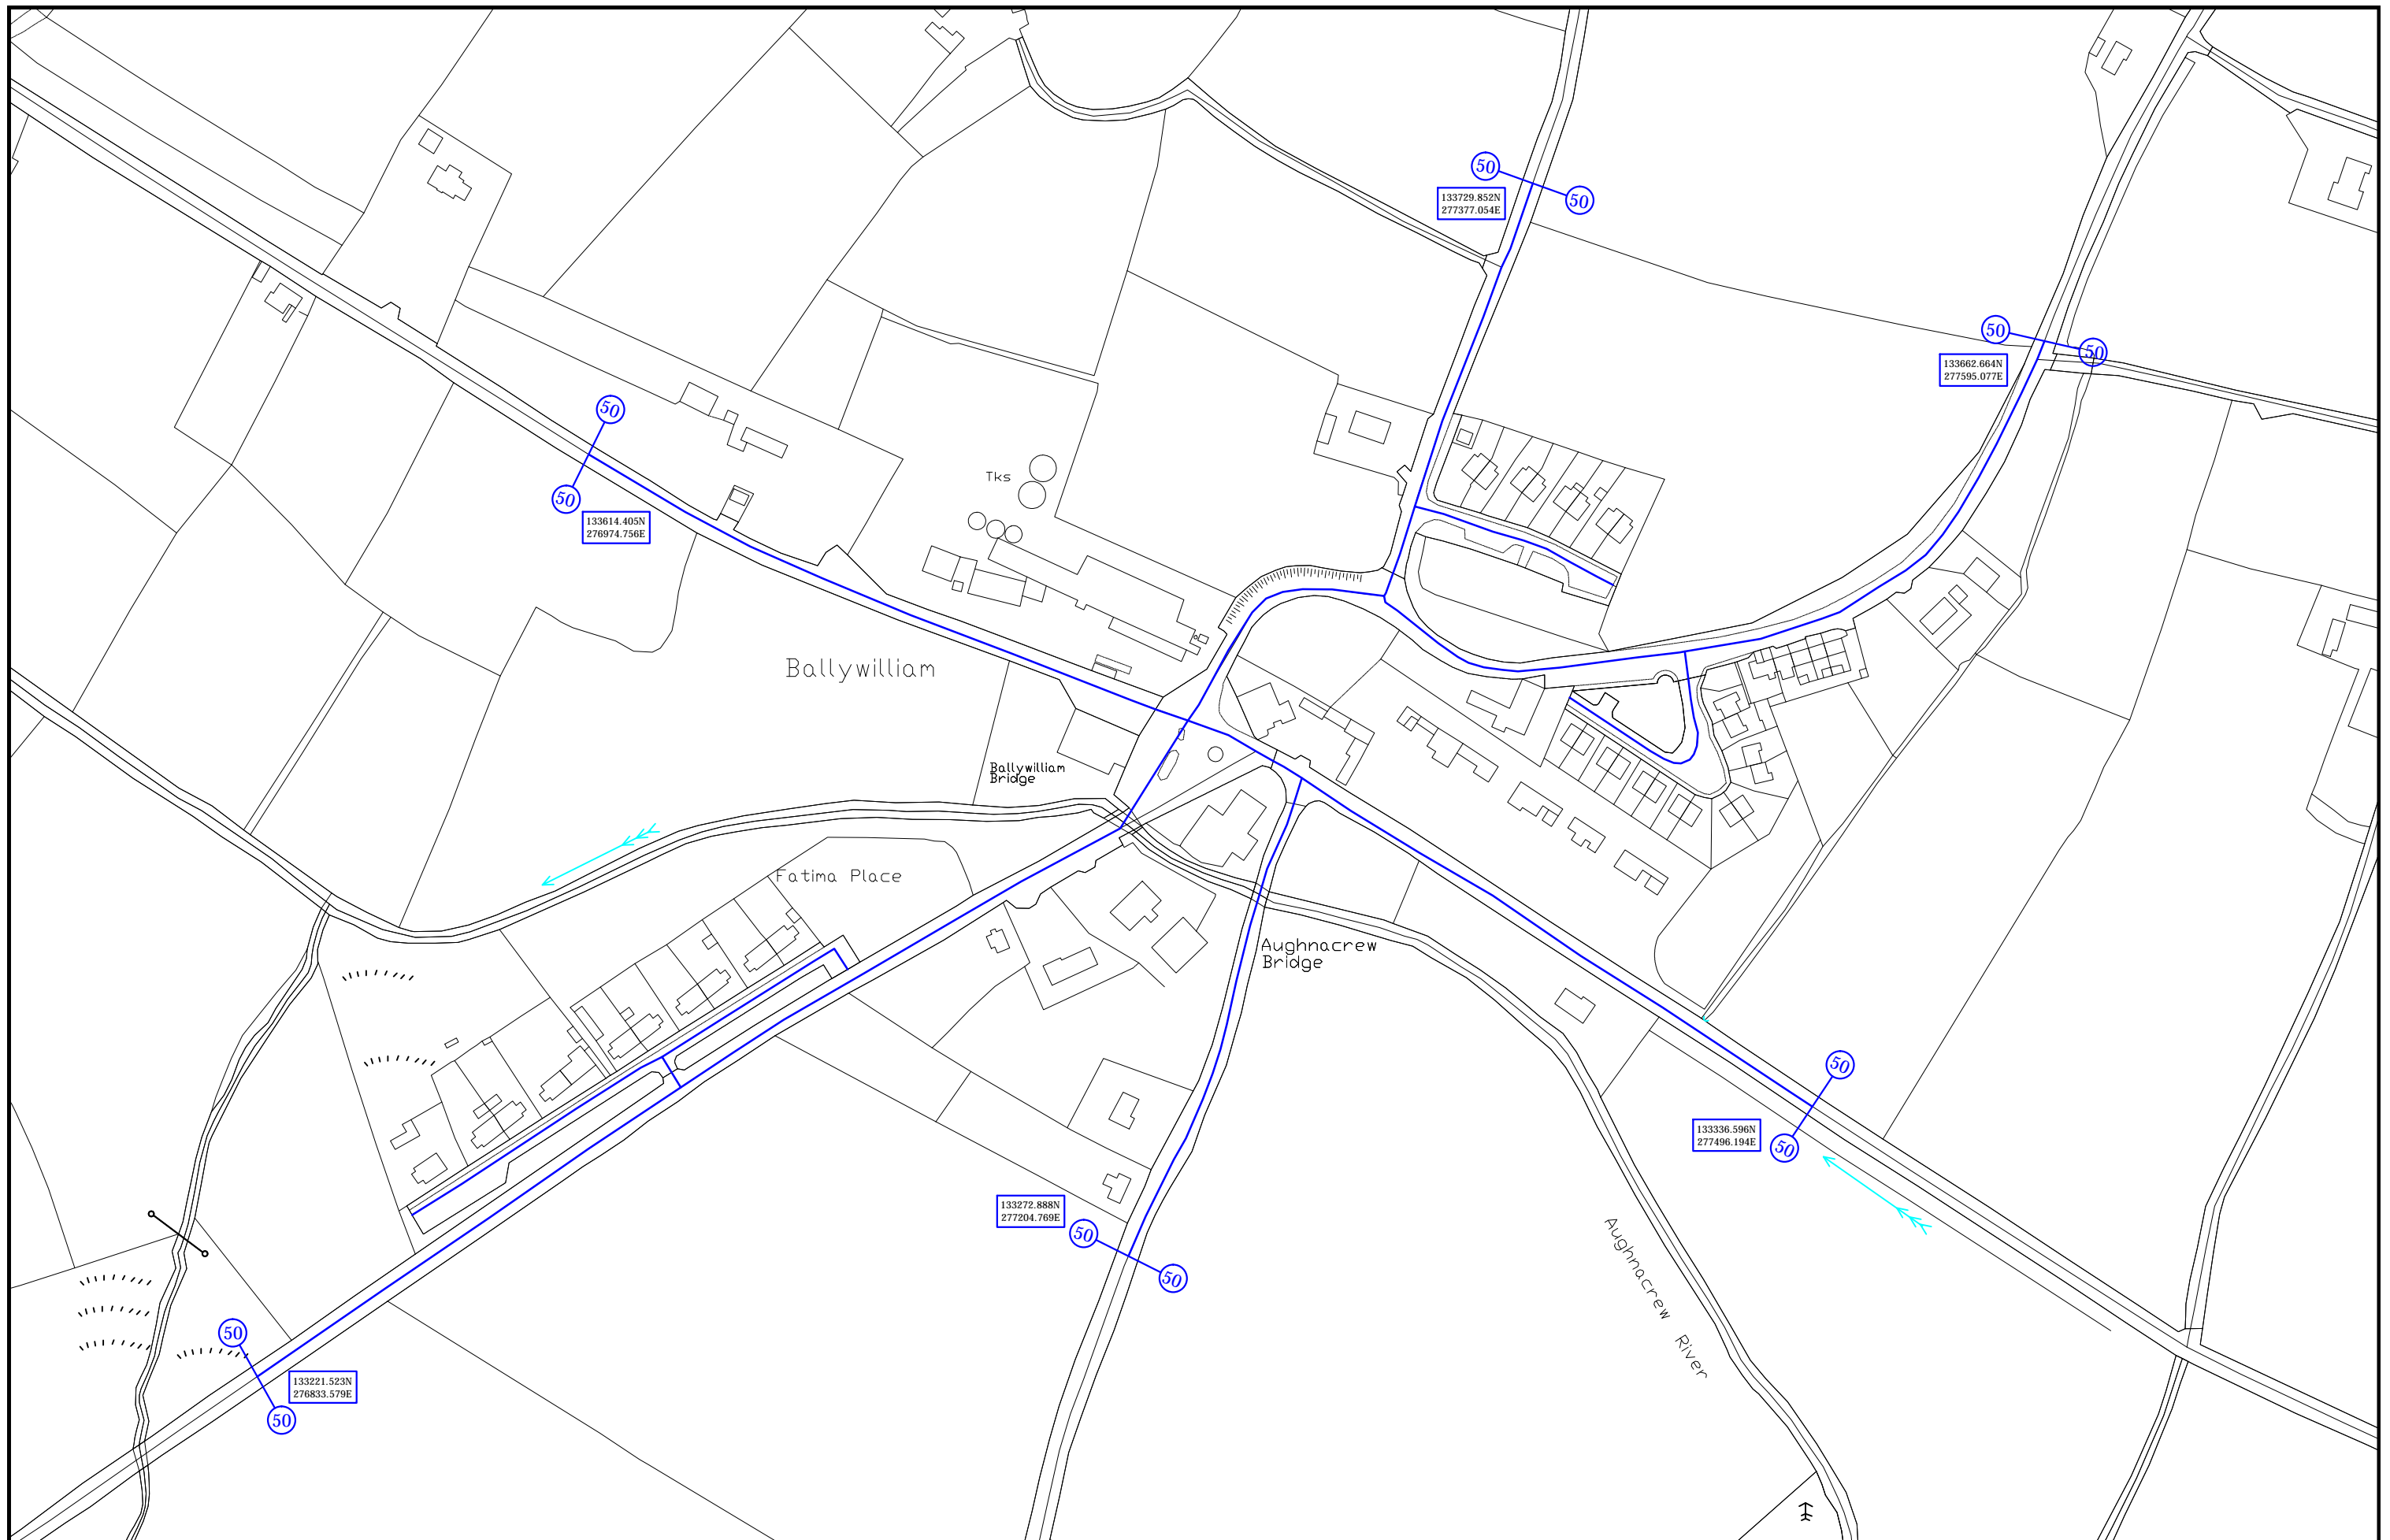 50
50
133729.852N
277377.054E
50
50
133662.664N
277595.077E
50
50
133614.405N
276974.756E
Tks
Ballywilliam
Ballywilliam
Bridge
Fatima Place
Aughnacrew
Bridge
50
50
133336.596N
277496.194E
133272.888N
277204.769E
50
50
Aughnacrew River
50
133221.523N
276833.579E
50